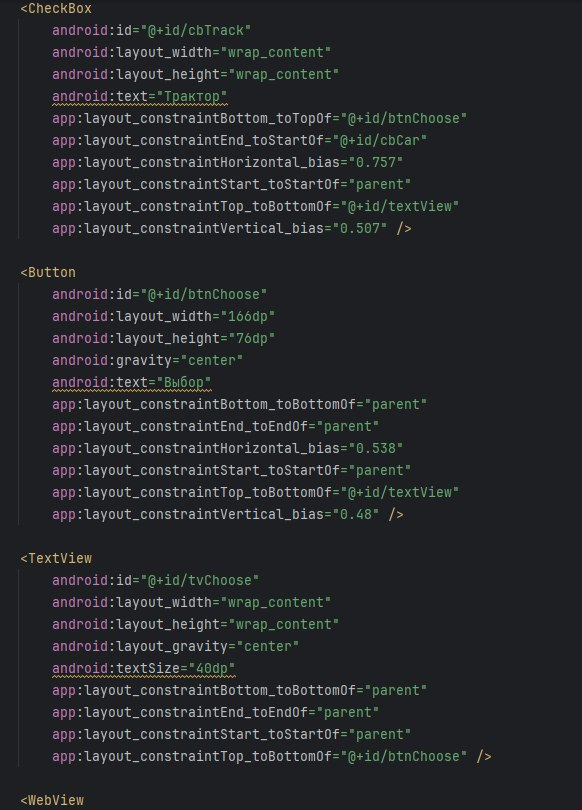 <CheckBox
android:id="@+id/cbTrack"
android:layout_width="wrap_content"
android:layout_height="wrap_content"
android:text="Трактор"
app:layout_constraintBottom_toTopOf="@+id/btnChoose"
app:layout_constraintEnd_toStartOf="@+id/cbCar"
app:layout_constraintHorizontal_bias="0.757"
app:layout_constraintStart_toStartOf="parent"
app:layout_constraintTop_toBottomOf="@+id/textView"
app:layout_constraintVertical_bias="0.507" />
<Button
android:id="@+id/btnChoose"
android:layout_width="166dp"
android:layout_height="76dp"
android:gravity="center"
android:text="Выбор"
app:layout_constraintBottom_toBottomOf="parent"
app:layout_constraintEnd_toEndOf="parent"
app:layout_constraintHorizontal_bias="0.538"
app:layout_constraintStart_toStartOf="parent"
app:layout_constraintTop_toBottomOf="@+id/textView"
app:layout_constraintVertical_bias="0.48" />
<TextView
android:id="@+id/tvChoose"
android:layout_width="wrap_content"
android:layout_height="wrap_content"
android:layout_gravity="center"
android:textSize="40dp"
app:layout_constraintBottom_toBottomOf="parent"
app:layout_constraintEnd_toEndOf="parent"
app:layout_constraintStart_toStartOf="parent"
app:layout_constraintTop_toBottomOf="@+id/btnChoose" />
<WebView